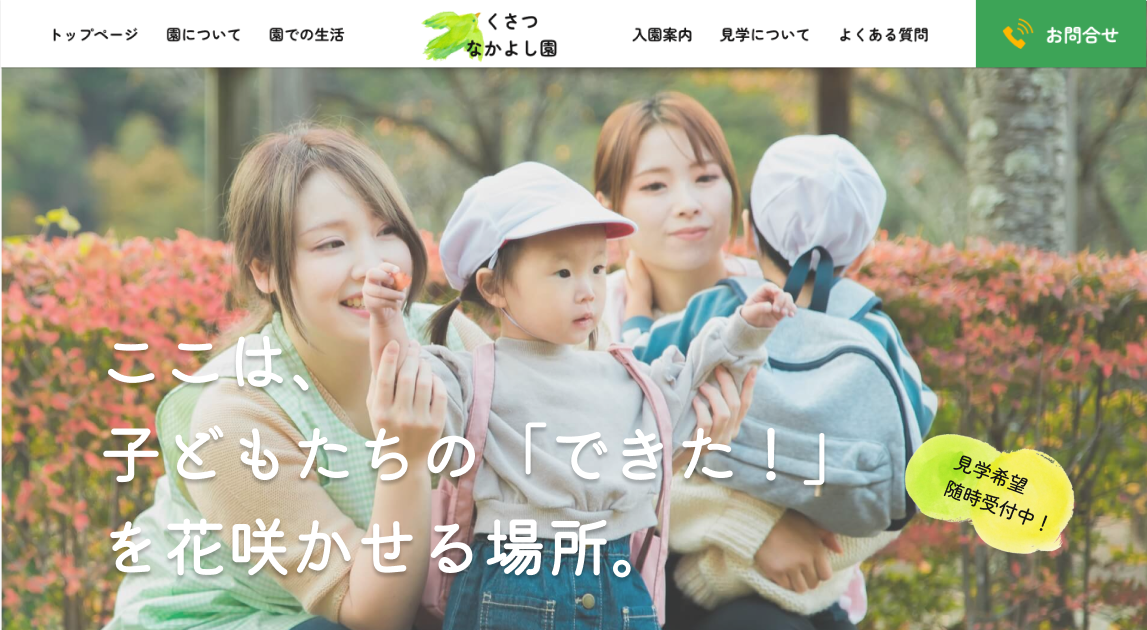 トップページ
園について
園での生活
くさつ
なかよし園
入園案内
見学について
よくある質問
お問合せ
ここは、
子どもたちの「できた！」
を花咲かせる場所。
見学希望
随時受付中！